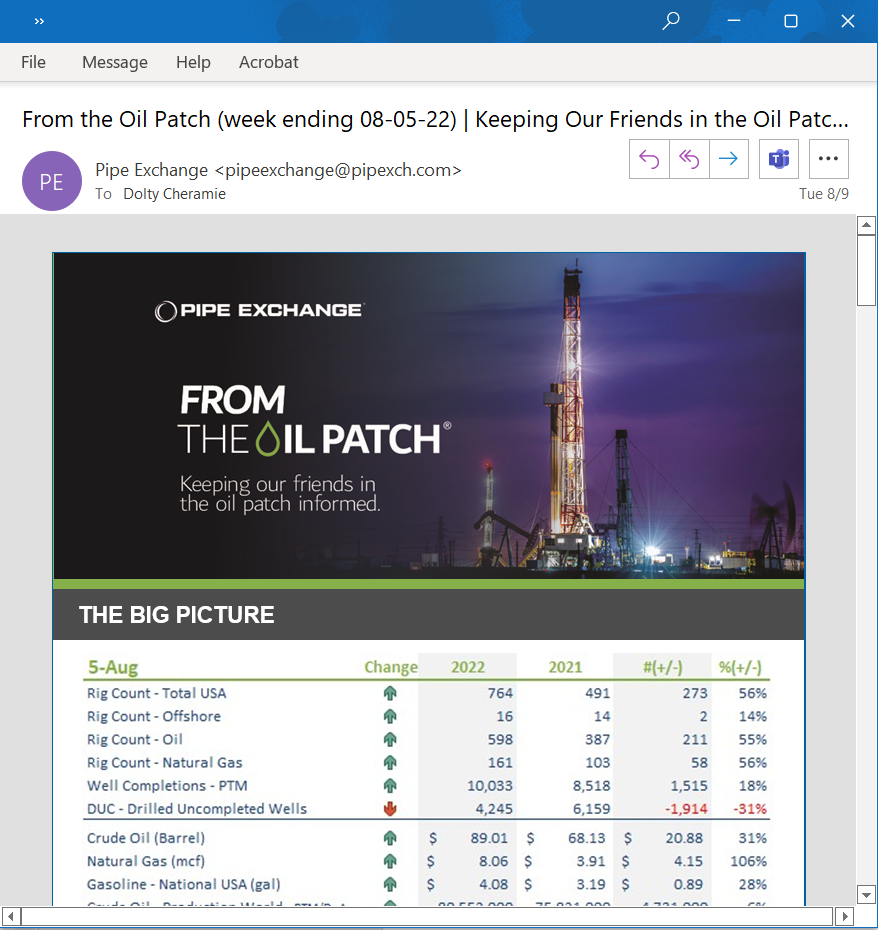 File Message Help Acrobat
From the Oil Patch (week ending 08-05-22) | Keeping Our Friends in the Oil Patc...
PE
Pipe Exchange <pipeexchange@pipexch.com>
To Dolty Cheramie
Tue 8/9
PIPE EXCHANGE
FROM
THE OIL PATCH®
Keeping our friends in
the oil patch informed.
THE BIG PICTURE
5-Aug Change 2022 2021 #(+/-) %(+/-)
Rig Count - Total USA 764 491 273 56%
Rig Count - Offshore 16 14 2 14%
Rig Count - Oil 598 387 211 55%
Rig Count - Natural Gas 161 103 58 56%
Well Completions - PTM 10,033 8,518 1,515 18%
DUC - Drilled Uncompleted Wells 4,245 6,159 -1,914 -31%
Crude Oil (Barrel) $ 89.01 $ 68.13 $ 20.88 31%
Natural Gas (mcf) $ 8.06 $ 3.91 $ 4.15 106%
Gasoline - National USA (gal) $ 4.08 $ 3.19 $ 0.89 28%
Crude Oil - Production World